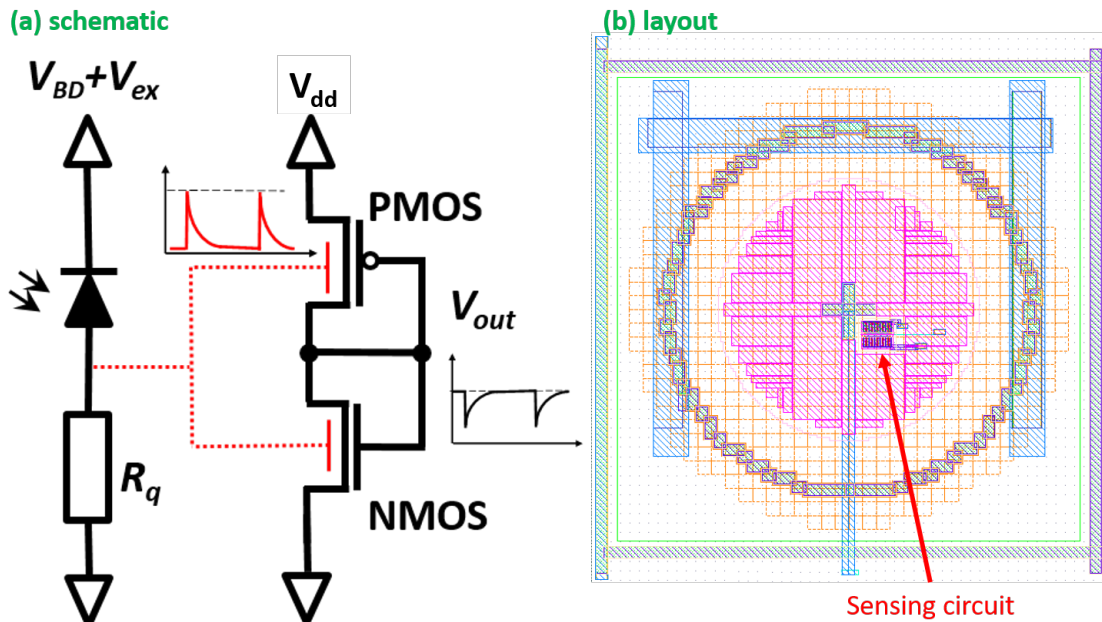 (a) schematic
(b) layout
V_BD+V_ex
V_dd
PMOS
V_out
R_q
NMOS
Sensing circuit